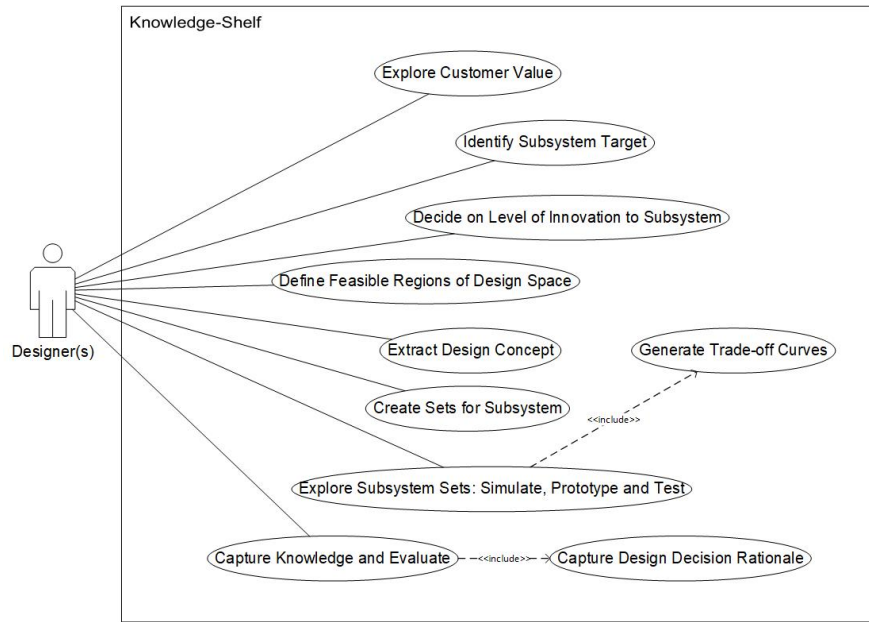 Knowledge-Shelf
Explore Customer Value
Identify Subsystem Target
Decide on Level of Innovation to Subsystem
Define Feasible Regions of Design Space
Designer(s)
Extract Design Concept
Generate Trade-off Curves
Create Sets for Subsystem
<<include>>
Explore Subsystem Sets: Simulate, Prototype and Test
Capture Knowledge and Evaluate
<<include>>
Capture Design Decision Rationale